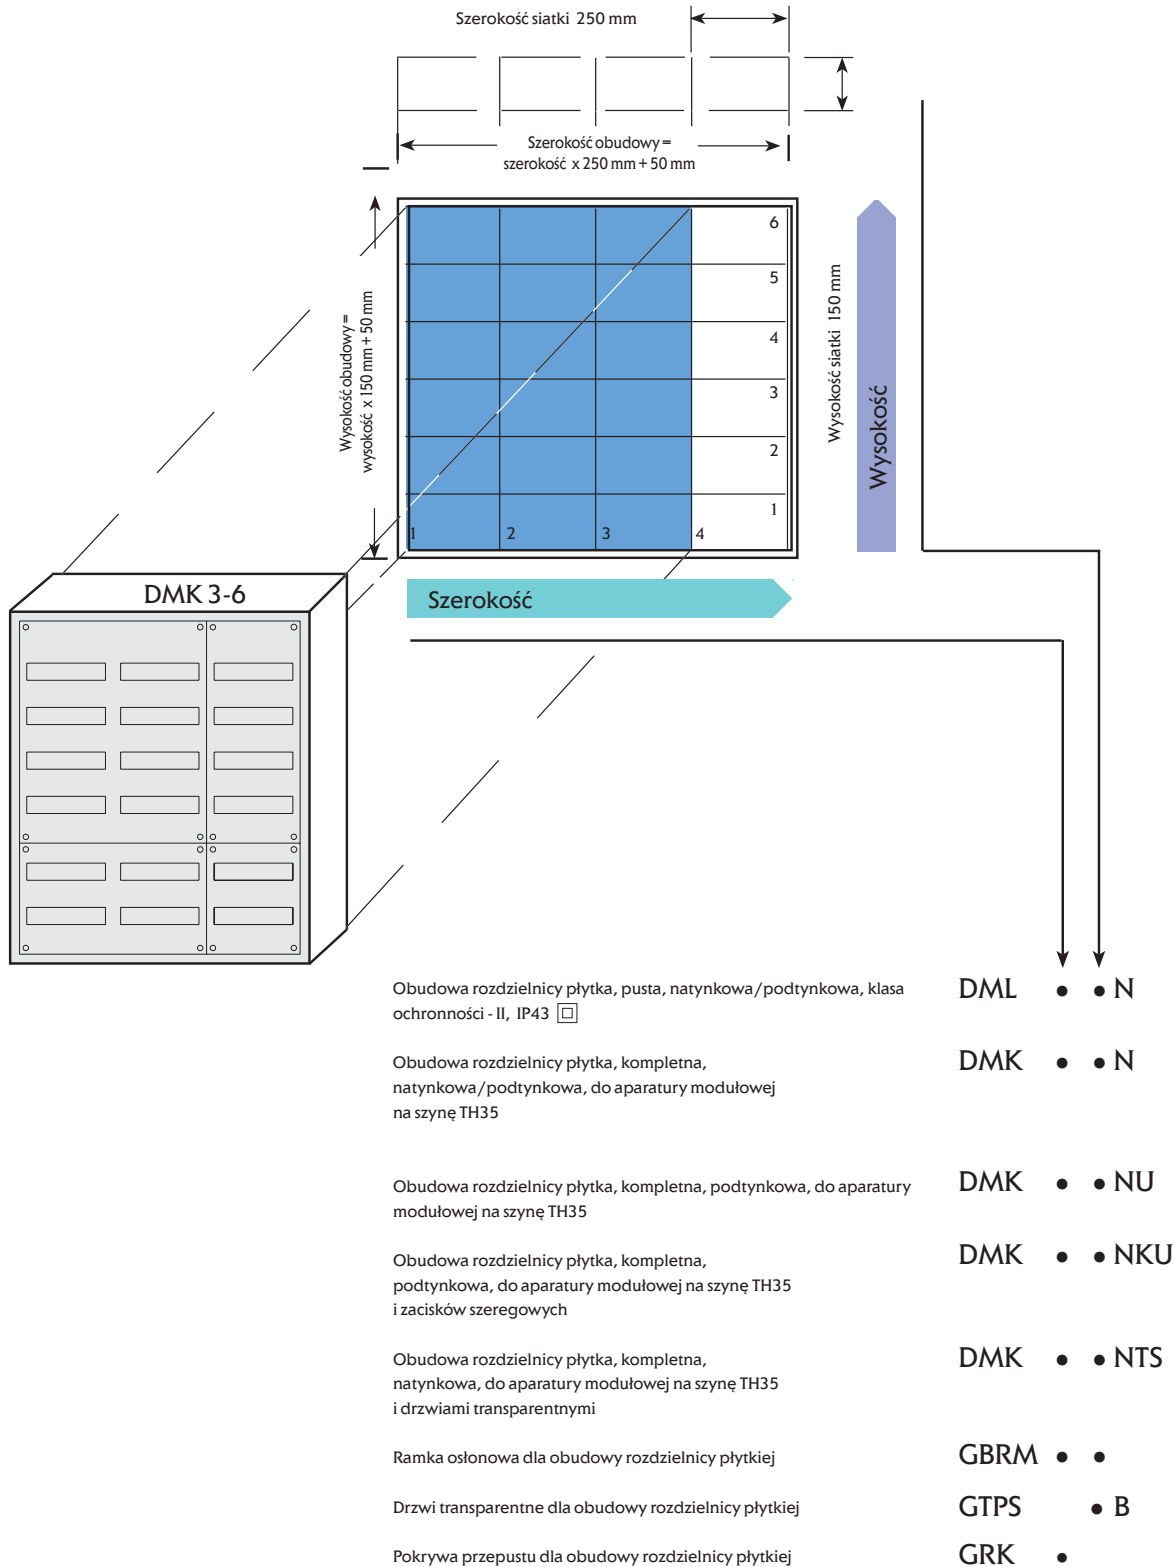 Szerokość siatki 250 mm
Szerokość obudowy =
szerokość x 250 mm + 50 mm
Wysokość obudowy =
wysokość x 150 mm + 50 mm
6
5
4
3
2
1
1 2 3 4
Wysokość siatki 150 mm
Wysokość
DMK 3-6
Szerokość
Obudowa rozdzielnicy płytka, pusta, natynkowa/podtynkowa, klasa
ochronności - II, IP43
DML • • N
Obudowa rozdzielnicy płytka, kompletna,
natynkowa/podtynkowa, do aparatury modułowej
na szynę TH35
DMK • • N
Obudowa rozdzielnicy płytka, kompletna, podtynkowa, do aparatury
modułowej na szynę TH35
DMK • • NU
Obudowa rozdzielnicy płytka, kompletna,
podtynkowa, do aparatury modułowej na szynę TH35
i zacisków szeregowych
DMK • • NKU
Obudowa rozdzielnicy płytka, kompletna,
natynkowa, do aparatury modułowej na szynę TH35
i drzwiami transparentnymi
DMK • • NTS
Ramka osłonowa dla obudowy rozdzielnicy płytkiej
GBRM • •
Drzwi transparentne dla obudowy rozdzielnicy płytkiej
GTPS • B
Pokrywa przepustu dla obudowy rozdzielnicy płytkiej
GRK •